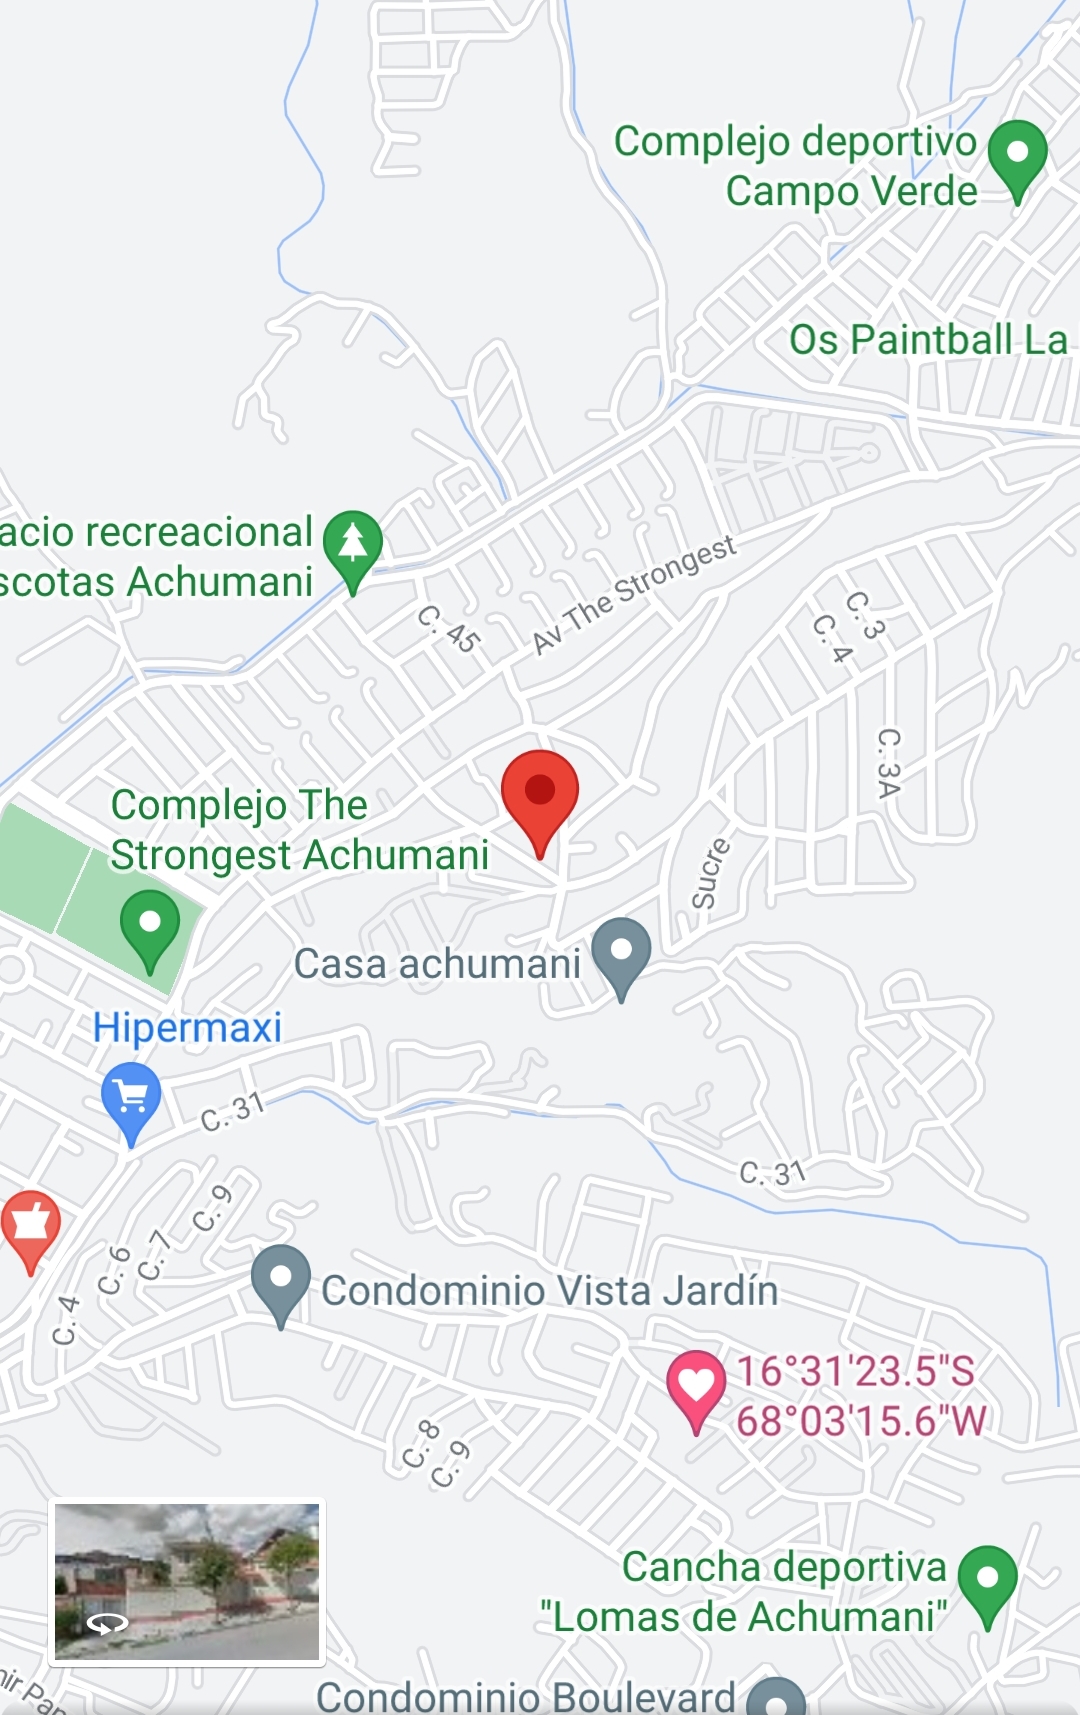 Complejo deportivo
Campo Verde
Os Paintball La
acio recreacional
scotas Achumani
C. 45
Av The Strongest
C. 3
C. 4
C. 3A
Complejo The
Strongest Achumani
Sucre
Casa achumani
Hipermaxi
C. 31
C. 31
C. 9
C. 7
C. 6
C. 4
Condominio Vista Jardín
16°31'23.5"S
68°03'15.6"W
C. 8
C. 9
Cancha deportiva
"Lomas de Achumani"
Condominio Boulevard